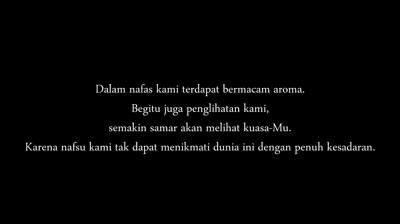 Dalam nafas kami terdapat bermacam aroma.
Begitu juga penglihatan kami,
semakin samar akan melihat kuasa-Mu.
Karena nafsu kami tak dapat menikmati dunia ini dengan penuh kesadaran.